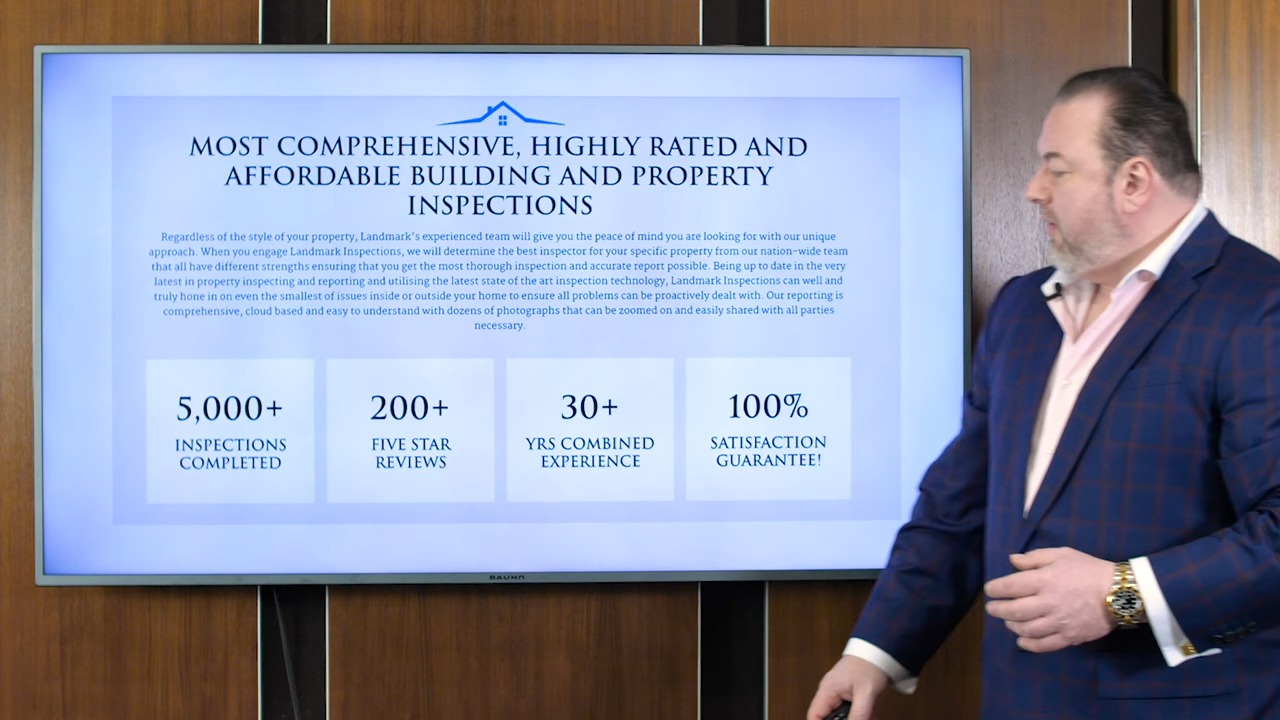 MOST COMPREHENSIVE, HIGHLY RATED AND
AFFORDABLE BUILDING AND PROPERTY
INSPECTIONS
Regardless of the style of your property, Landmark's experienced team will give you the peace of mind you are looking for with our unique
approach. When you engage Landmark Inspections, we will determine the best inspector for your specific property from our nation-wide team
that all have different strengths ensuring that you get the most thorough inspection and accurate report possible. Being up to date in the very
latest in property inspecting and reporting and utilising the latest state of the art inspection technology, Landmark Inspections can well and
truly hone in on even the smallest of issues inside or outside your home to ensure all problems can be proactively dealt with. Our reporting is
comprehensive, cloud based and easy to understand with dozens of photographs that can be zoomed on and easily shared with all parties
necessary.
5,000+
INSPECTIONS
COMPLETED
200+
FIVE STAR
REVIEWS
30+
YRS COMBINED
EXPERIENCE
100%
SATISFACTION
GUARANTEE!
BAUHN